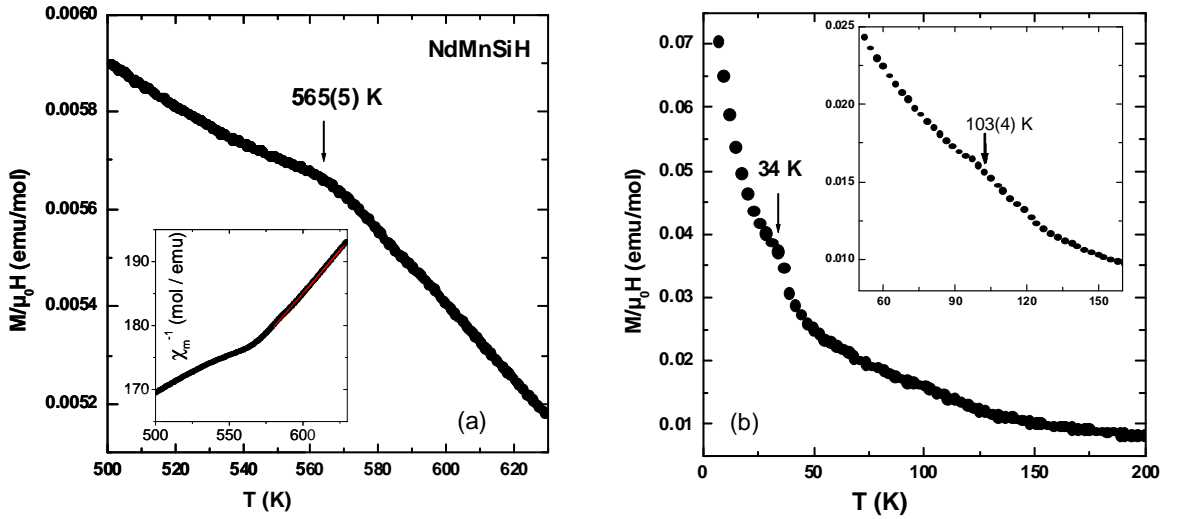 0.0060
0.0058
0.0056
0.0054
0.0052
M/μ₀H (emu/mol)
NdMnSiH
565(5) K
190
180
170
χₘ⁻¹ (mol / emu)
500 550 600
(a)
500 520 540 560 580 600 620
T (K)
0.07
0.06
0.05
0.04
0.03
0.02
0.01
M/μ₀H (emu/mol)
34 K
0.025
0.020
0.015
0.010
103(4) K
60 90 120 150
(b)
0 50 100 150 200
T (K)